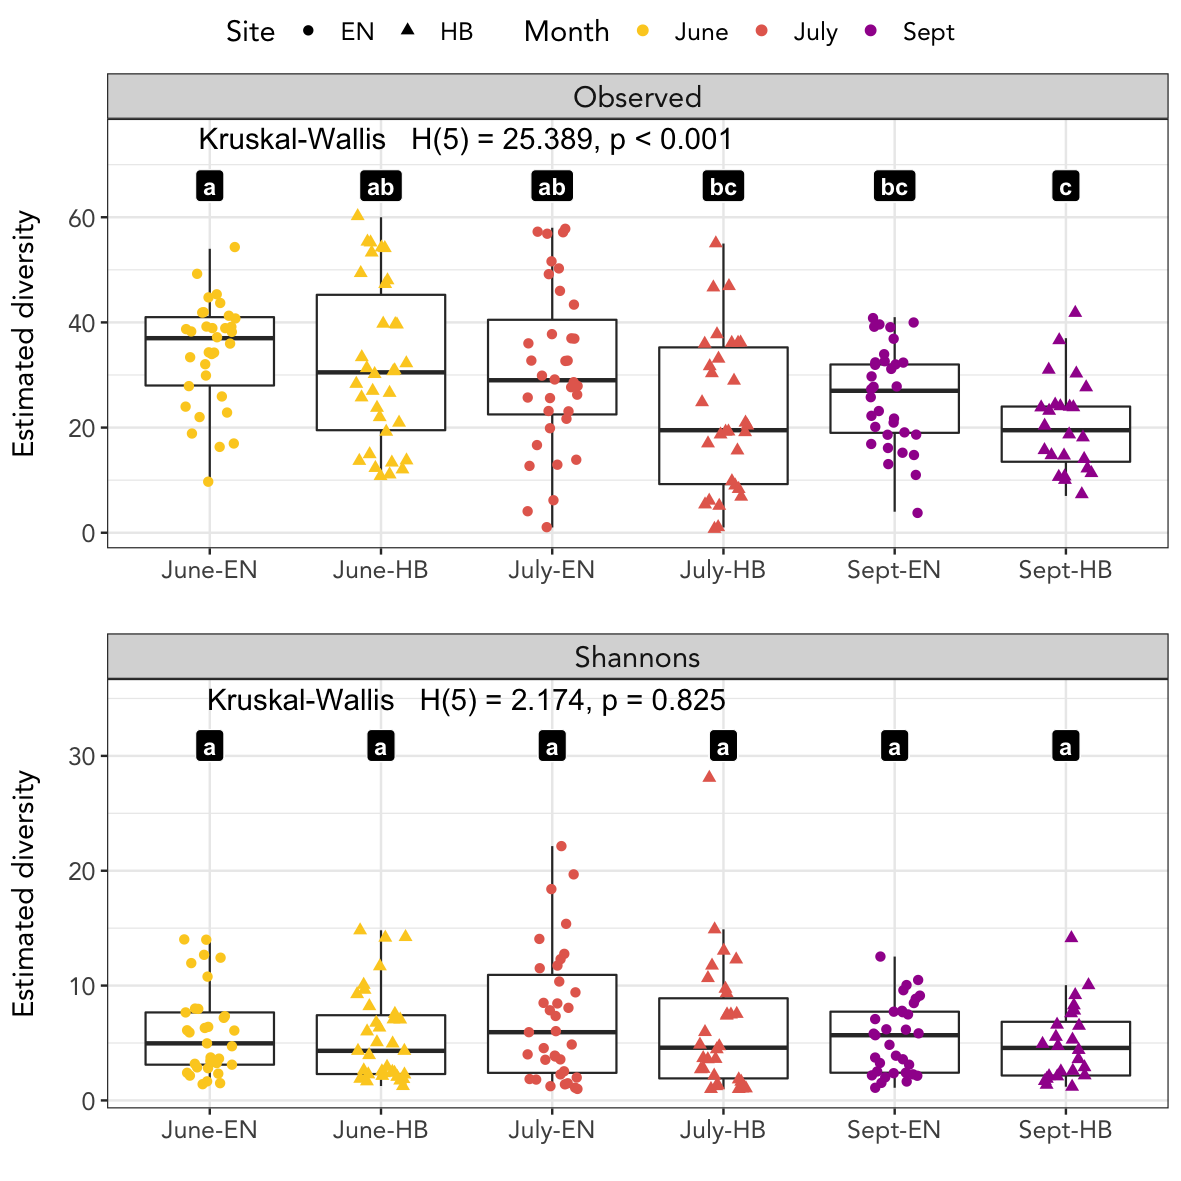 Site EN HB Month June July Sept
Observed
Kruskal-Wallis H(5) = 25.389, p < 0.001
a ab ab bc bc c
Estimated diversity
60
40
20
0
June-EN June-HB July-EN July-HB Sept-EN Sept-HB
Shannons
Kruskal-Wallis H(5) = 2.174, p = 0.825
a a a a a a
Estimated diversity
30
20
10
0
June-EN June-HB July-EN July-HB Sept-EN Sept-HB